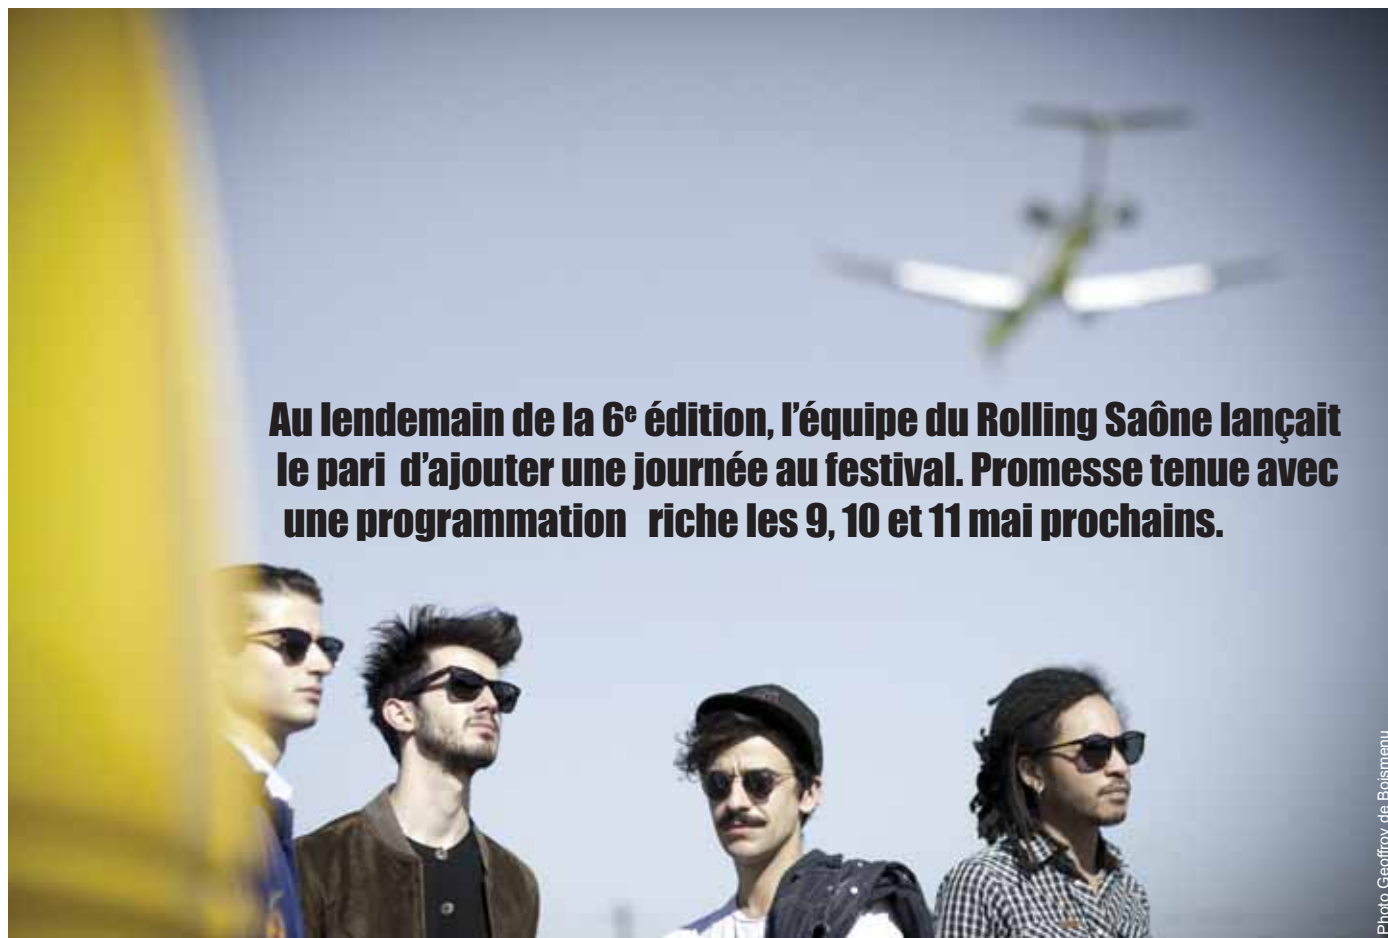 Au lendemain de la 6e édition, l'équipe du Rolling Saône lançait
le pari d'ajouter une journée au festival. Promesse tenue avec
une programmation riche les 9, 10 et 11 mai prochains.
Photo Geoffroy de Boismenu